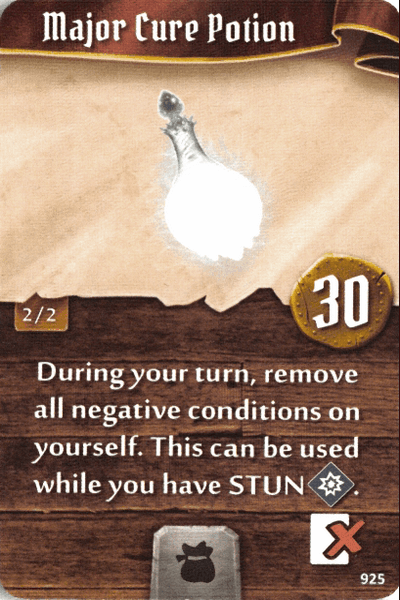 Major Cure Potion
2/2
30
During your turn, remove
all negative conditions on
yourself. This can be used
while you have STUN .
925